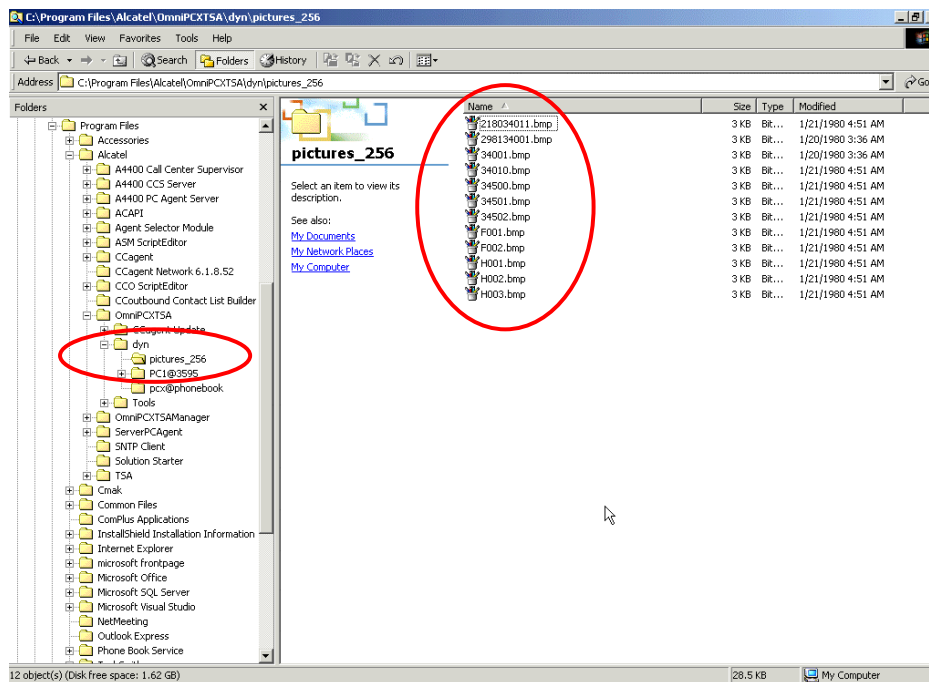 C:\Program Files\Alcatel\OmniPCXTSA\dyn\pictures_256
File Edit View Favorites Tools Help
Back Search Folders History
Address C:\Program Files\Alcatel\OmniPCXTSA\dyn\pictures_256 Go
Folders
Program Files
Accessories
Alcatel
A4400 Call Center Supervisor
A4400 CCS Server
A4400 PC Agent Server
ACAPI
Agent Selector Module
ASM ScriptEditor
CCagent
CCagent Network 6.1.8.52
CCO ScriptEditor
CCoutbound Contact List Builder
OmniPCXTSA
CCagent Update
dyn
pictures_256
PC1@3595
pcx@phonebook
Tools
OmniPCXTSAManager
ServerPCAgent
SNTP Client
Solution Starter
TSA
Cmak
Common Files
ComPlus Applications
InstallShield Installation Information
Internet Explorer
microsoft frontpage
Microsoft Office
Microsoft SQL Server
Microsoft Visual Studio
NetMeeting
Outlook Express
Phone Book Service
pictures_256
Select an item to view its
description.
See also:
My Documents
My Network Places
My Computer
Name Size Type Modified
218034011.bmp 3 KB Bit... 1/21/1980 4:51 AM
298134001.bmp 3 KB Bit... 1/20/1980 3:36 AM
34001.bmp 3 KB Bit... 1/20/1980 3:36 AM
34010.bmp 3 KB Bit... 1/21/1980 4:51 AM
34500.bmp 3 KB Bit... 1/21/1980 4:51 AM
34501.bmp 3 KB Bit... 1/21/1980 4:51 AM
34502.bmp 3 KB Bit... 1/21/1980 4:51 AM
F001.bmp 3 KB Bit... 1/21/1980 4:51 AM
F002.bmp 3 KB Bit... 1/21/1980 4:51 AM
H001.bmp 3 KB Bit... 1/21/1980 4:51 AM
H002.bmp 3 KB Bit... 1/21/1980 4:51 AM
H003.bmp 3 KB Bit... 1/21/1980 4:51 AM
12 object(s) (Disk free space: 1.62 GB) 28.5 KB My Computer